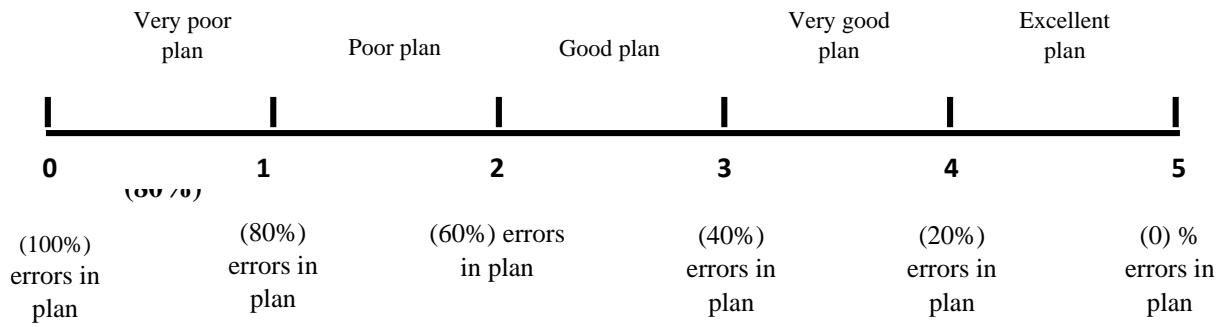 Very poor
plan
Poor plan
Good plan
Very good
plan
Excellent
plan
0
1
2
3
4
5
(80%)
(100%)
errors in
plan
(80%)
errors in
plan
(60%) errors
in plan
(40%)
errors in
plan
(20%)
errors in
plan
(0) %
errors in
plan